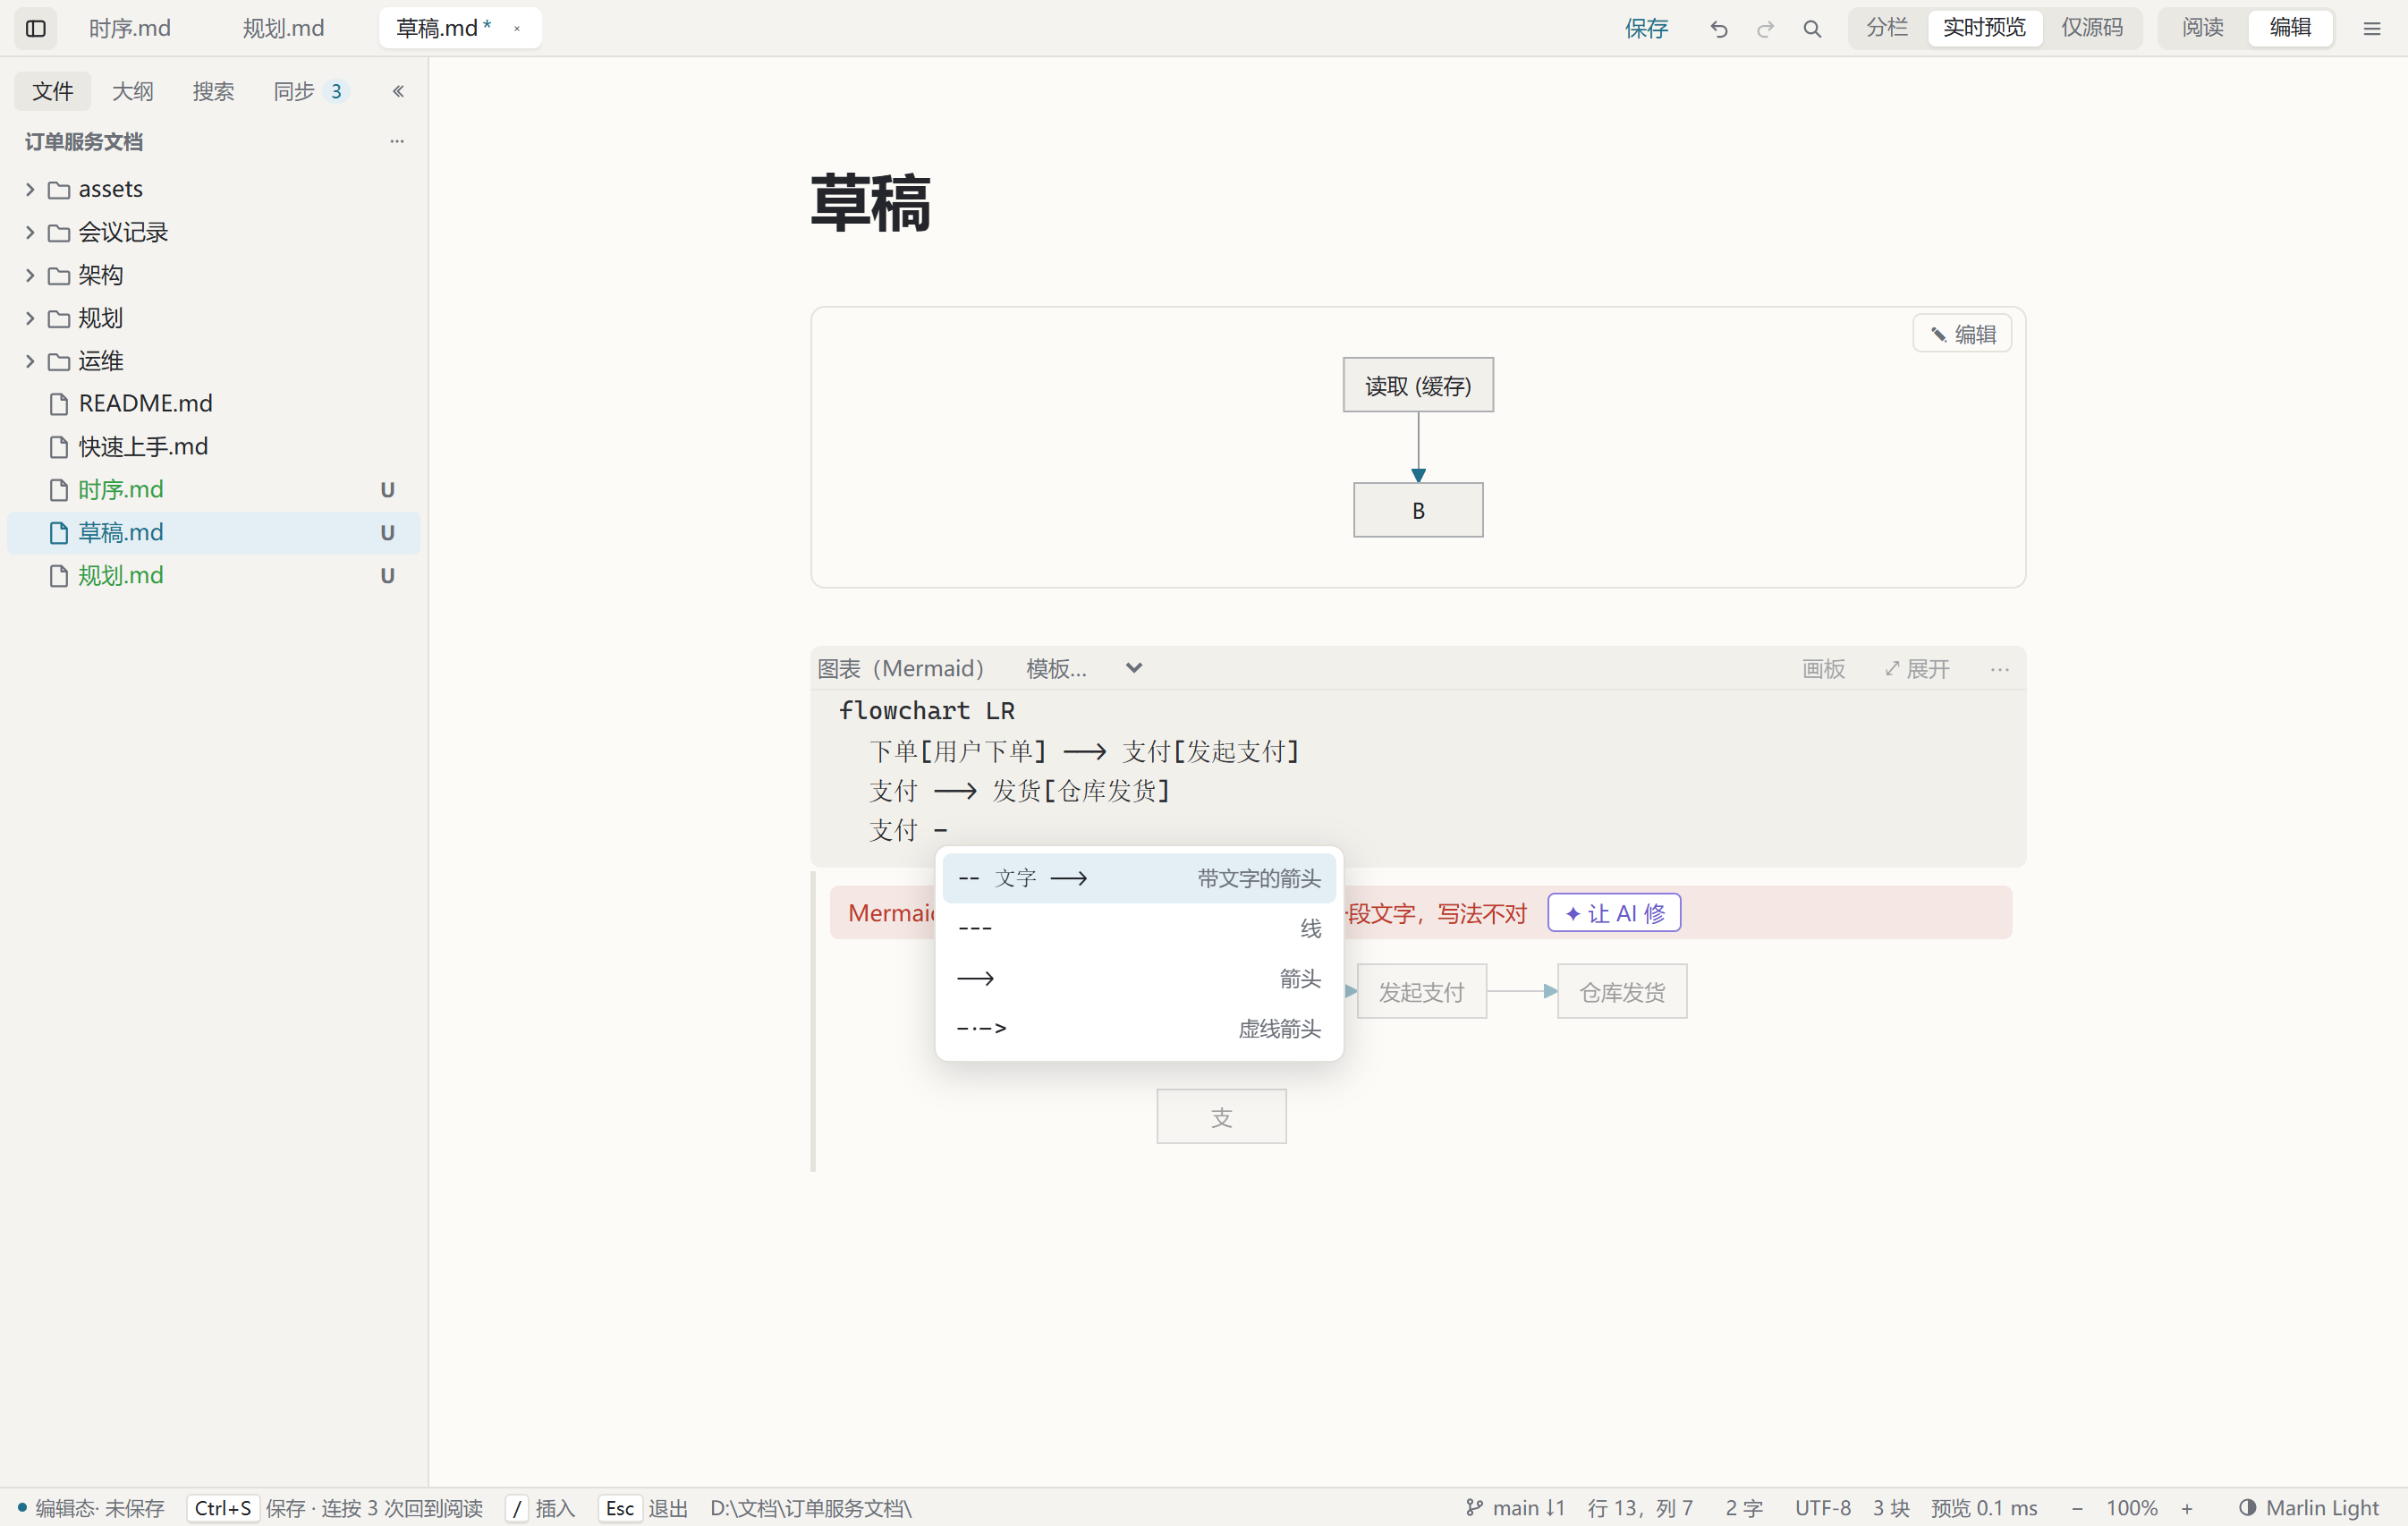 时序.md 规划.md 草稿.md * × 保存 分栏 实时预览 仅源码 阅读 编辑
文件 大纲 搜索 同步 3 «
订单服务文档 ···
assets
会议记录
架构
规划
运维
README.md
快速上手.md
时序.md U
草稿.md U
规划.md U
草稿
编辑
读取 (缓存)
B
图表（Mermaid） 模板... 画板 展开 ···
flowchart LR
下单[用户下单] ⟶ 支付[发起支付]
支付 ⟶ 发货[仓库发货]
支付 -
-- 文字 ⟶ 带文字的箭头
--- 线
⟶ 箭头
-·-> 虚线箭头
段文字，写法不对 让 AI 修
发起支付 仓库发货
支
编辑态· 未保存 Ctrl+S 保存 · 连按 3 次回到阅读 / 插入 Esc 退出 D:\文档\订单服务文档\ main ↓1 行 13，列 7 2 字 UTF-8 3 块 预览 0.1 ms − 100% + Marlin Light